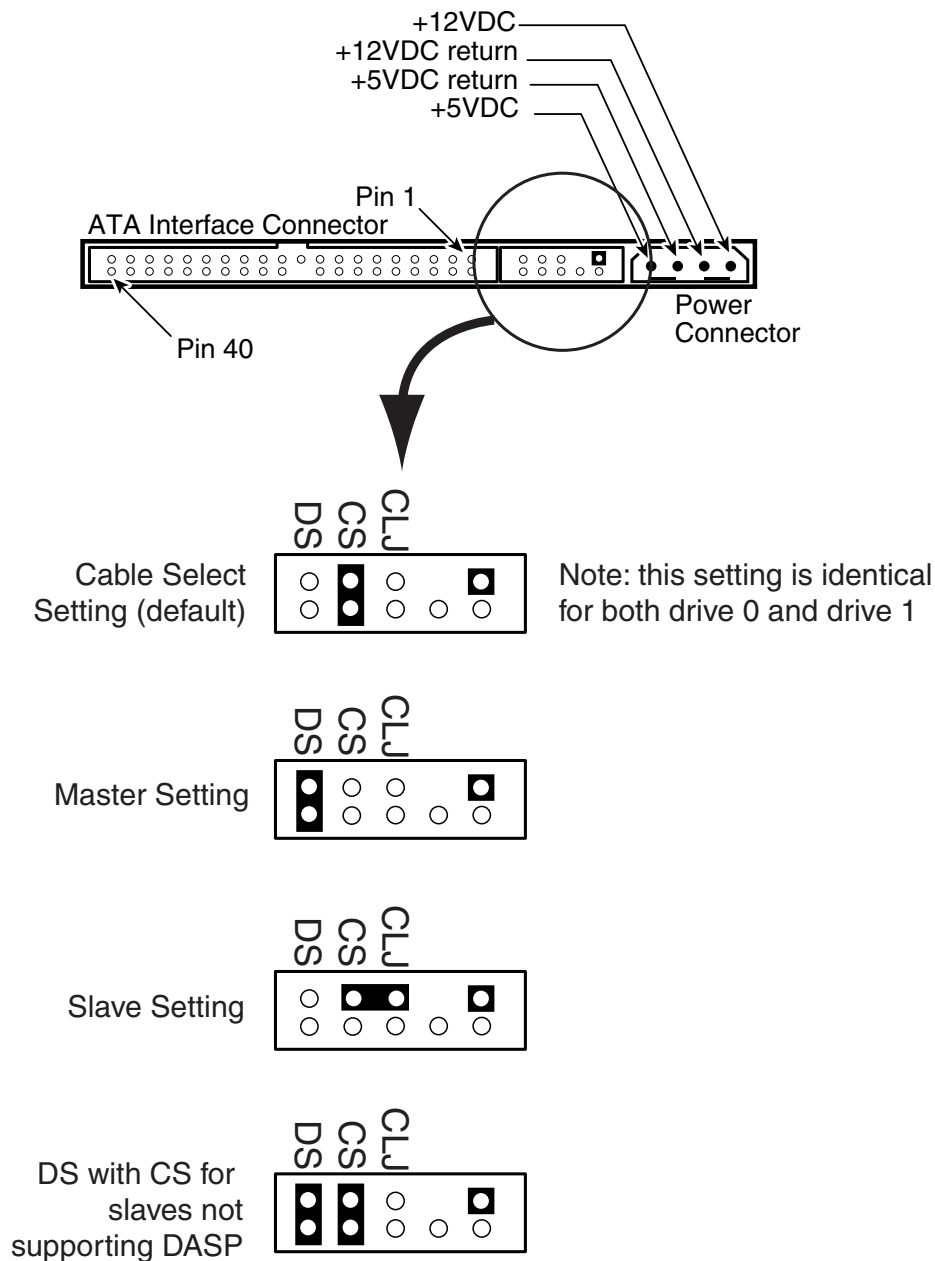 +12VDC
+12VDC return
+5VDC return
+5VDC
Pin 1
ATA Interface Connector
Power
Connector
Pin 40
DS CS CLJ
Cable Select
Setting (default)
Note: this setting is identical
for both drive 0 and drive 1
DS CS CLJ
Master Setting
DS CS CLJ
Slave Setting
DS CS CLJ
DS with CS for
slaves not
supporting DASP